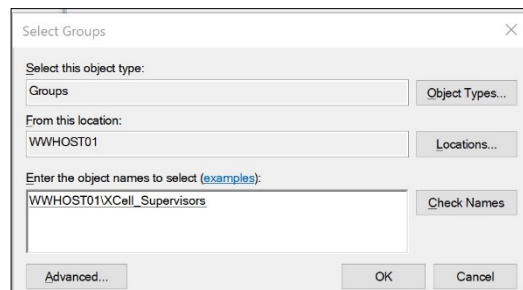 Select Groups
Select this object type:
Groups
Object Types...
From this location:
WWHOST01
Locations...
Enter the object names to select (examples):
WWHOST01\XCell_Supervisors
Check Names
Advanced...
OK
Cancel